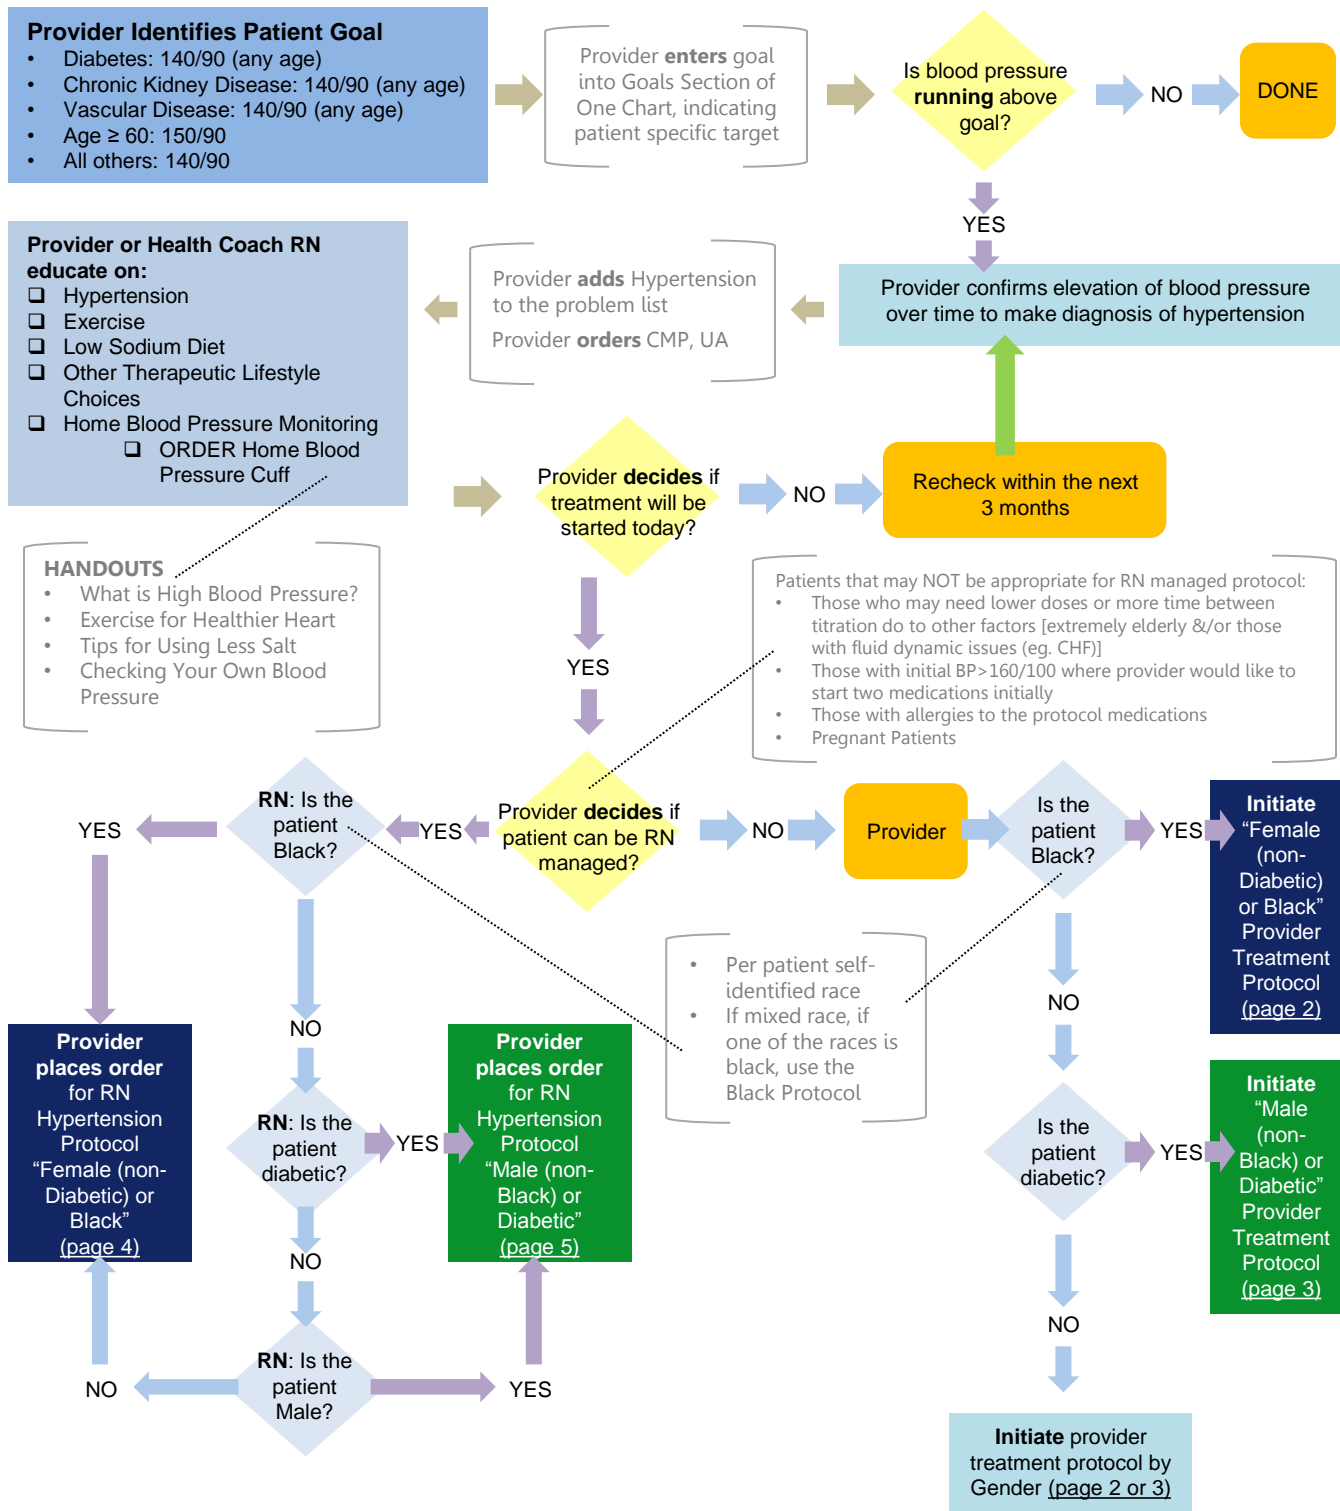 Provider Identifies Patient Goal
• Diabetes: 140/90 (any age)
• Chronic Kidney Disease: 140/90 (any age)
• Vascular Disease: 140/90 (any age)
• Age ≥ 60: 150/90
• All others: 140/90
Provider enters goal
into Goals Section of
One Chart, indicating
patient specific target
Is blood pressure
running above
goal?
NO
DONE
YES
Provider confirms elevation of blood pressure
over time to make diagnosis of hypertension
Provider adds Hypertension
to the problem list
Provider orders CMP, UA
Provider or Health Coach RN
educate on:
❑ Hypertension
❑ Exercise
❑ Low Sodium Diet
❑ Other Therapeutic Lifestyle
Choices
❑ Home Blood Pressure Monitoring
❑ ORDER Home Blood
Pressure Cuff
Provider decides if
treatment will be
started today?
NO
Recheck within the next
3 months
HANDOUTS
• What is High Blood Pressure?
• Exercise for Healthier Heart
• Tips for Using Less Salt
• Checking Your Own Blood
Pressure
YES
Patients that may NOT be appropriate for RN managed protocol:
• Those who may need lower doses or more time between
titration do to other factors [extremely elderly &/or those
with fluid dynamic issues (eg. CHF)]
• Those with initial BP>160/100 where provider would like to
start two medications initially
• Those with allergies to the protocol medications
• Pregnant Patients
Provider decides if
patient can be RN
managed?
YES
RN: Is the
patient
Black?
YES
NO
Provider
Is the
patient
Black?
YES
Initiate
“Female
(non-
Diabetic)
or Black”
Provider
Treatment
Protocol
(page 2)
• Per patient self-
identified race
• If mixed race, if
one of the races is
black, use the
Black Protocol
NO
NO
Provider
places order
for RN
Hypertension
Protocol
“Female (non-
Diabetic) or
Black”
(page 4)
RN: Is the
patient
diabetic?
YES
Provider
places order
for RN
Hypertension
Protocol
“Male (non-
Black) or
Diabetic”
(page 5)
Is the
patient
diabetic?
YES
Initiate
“Male
(non-
Black) or
Diabetic”
Provider
Treatment
Protocol
(page 3)
NO
NO
RN: Is the
patient
Male?
NO
YES
Initiate provider
treatment protocol by
Gender (page 2 or 3)